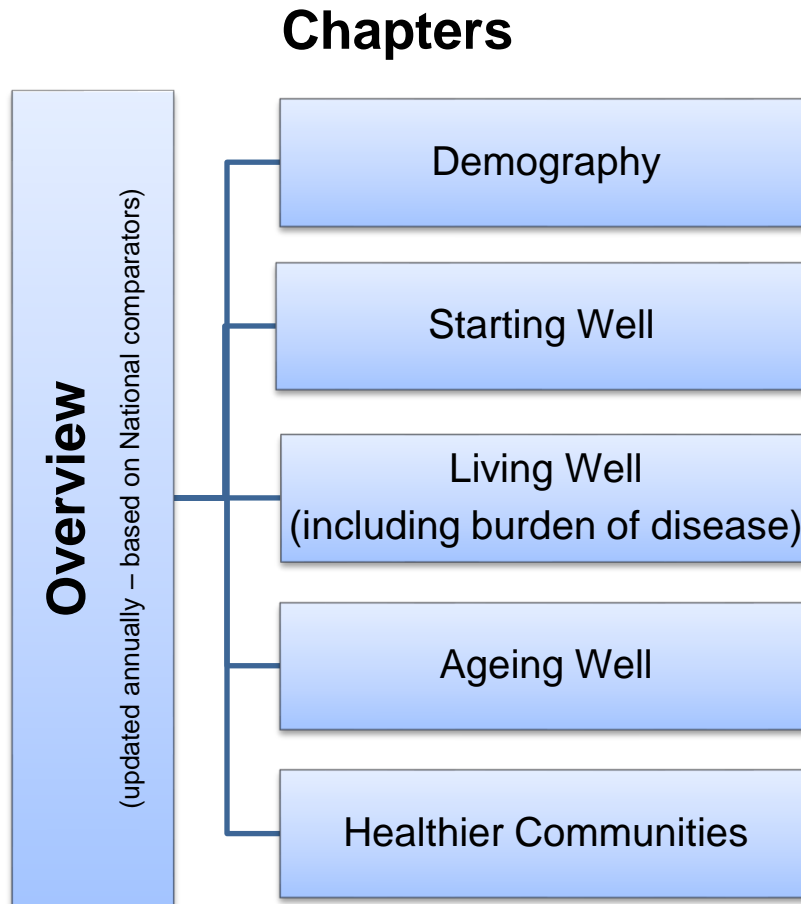 Chapters
Overview
(updated annually – based on National comparators)
Demography
Starting Well
Living Well
(including burden of disease)
Ageing Well
Healthier Communities